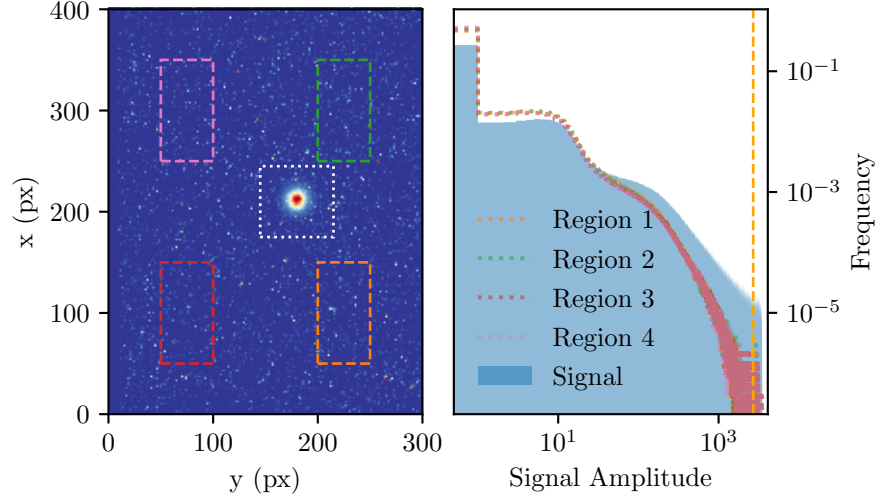 400
300
200
100
0
x (px)
0
100
200
300
y (px)
Region 1
Region 2
Region 3
Region 4
Signal
10^1
10^3
Signal Amplitude
10^−1
10^−3
10^−5
Frequency